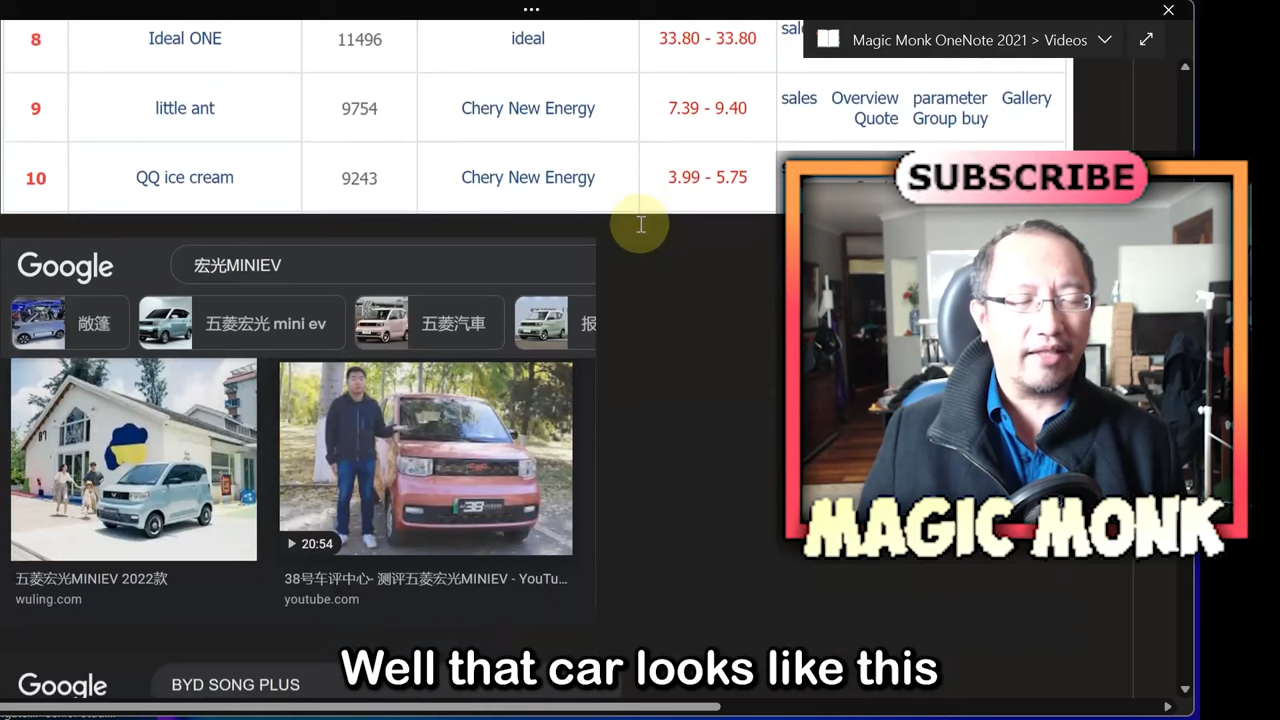 8 Ideal ONE 11496 ideal 33.80 - 33.80
Magic Monk OneNote 2021 > Videos
9 little ant 9754 Chery New Energy 7.39 - 9.40 sales Overview parameter Gallery
Quote Group buy
10 QQ ice cream 9243 Chery New Energy 3.99 - 5.75
SUBSCRIBE
Google 宏光MINIEV
敞篷 五菱宏光 mini ev 五菱汽車 报
38
20:54
MAGIC MONK
五菱宏光MINIEV 2022款
wuling.com
38号车评中心- 测评五菱宏光MINIEV - YouTu...
youtube.com
Well that car looks like this
Google BYD SONG PLUS